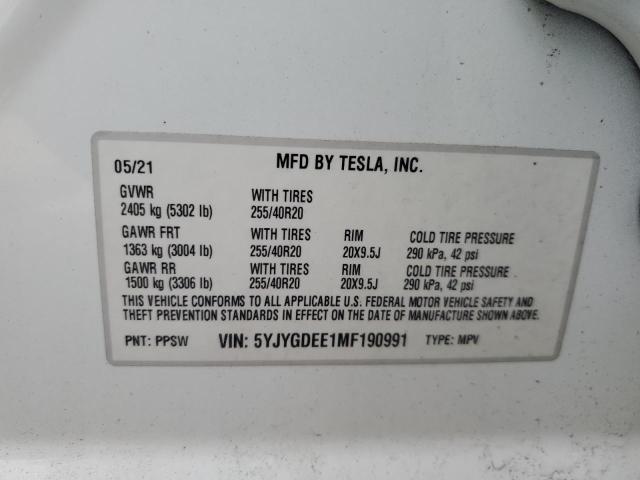 05/21 MFD BY TESLA, INC.
GVWR WITH TIRES
2405 kg (5302 lb) 255/40R20
GAWR FRT WITH TIRES RIM COLD TIRE PRESSURE
1363 kg (3004 lb) 255/40R20 20X9.5J 290 kPa, 42 psi
GAWR RR WITH TIRES RIM COLD TIRE PRESSURE
1500 kg (3306 lb) 255/40R20 20X9.5J 290 kPa, 42 psi
THIS VEHICLE CONFORMS TO ALL APPLICABLE U.S. FEDERAL MOTOR VEHICLE SAFETY AND
THEFT PREVENTION STANDARDS IN EFFECT ON THE DATE OF MANUFACTURE SHOWN ABOVE.
PNT: PPSW VIN: 5YJYGDEE1MF190991 TYPE: MPV